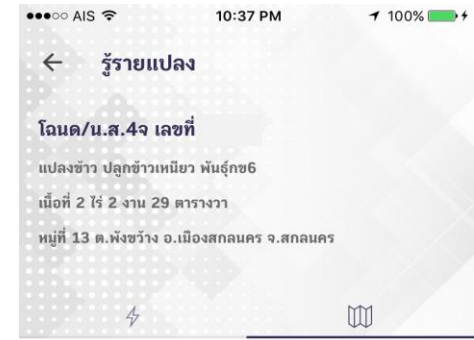 ●●●○○ AIS 10:37 PM 100%
← รู้รายแปลง
โฉนด/น.ส.4จ เลขที่
แปลงข้าว ปลูกข้าวเหนียว พันธุ์กข6
เนื้อที่ 2 ไร่ 2 งาน 29 ตารางวา
หมู่ที่ 13 ต.พังขว้าง อ.เมืองสกลนคร จ.สกลนคร